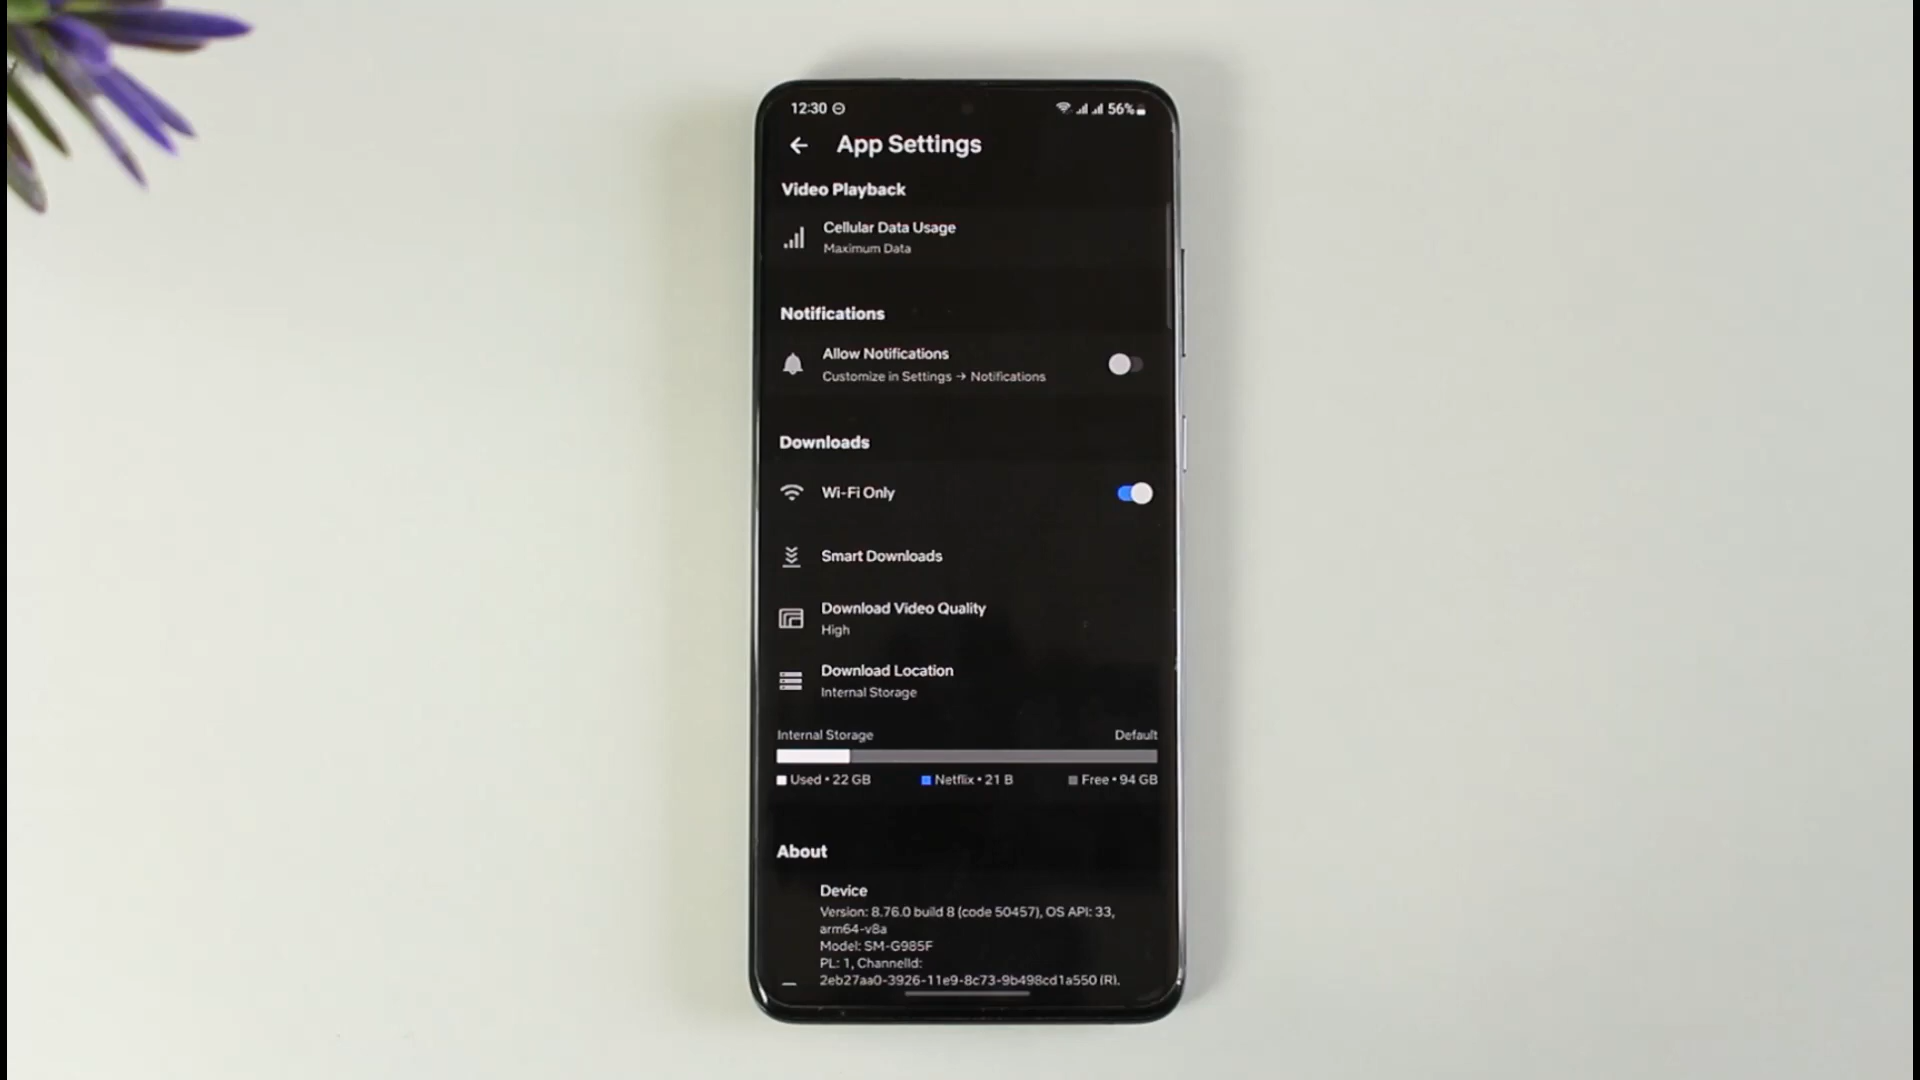 12:30
56%
App Settings
Video Playback
Cellular Data Usage
Maximum Data
Notifications
Allow Notifications
Customize in Settings → Notifications
Downloads
Wi-Fi Only
Smart Downloads
Download Video Quality
High
Download Location
Internal Storage
Internal Storage Default
Used • 22 GB Netflix • 21 B Free • 94 GB
About
Device
Version: 8.76.0 build 8 (code 50457), OS API: 33,
arm64-v8a
Model: SM-G985F
PL: 1, ChannelId:
2eb27aa0-3926-11e9-8c73-9b498cd1a550 (R),